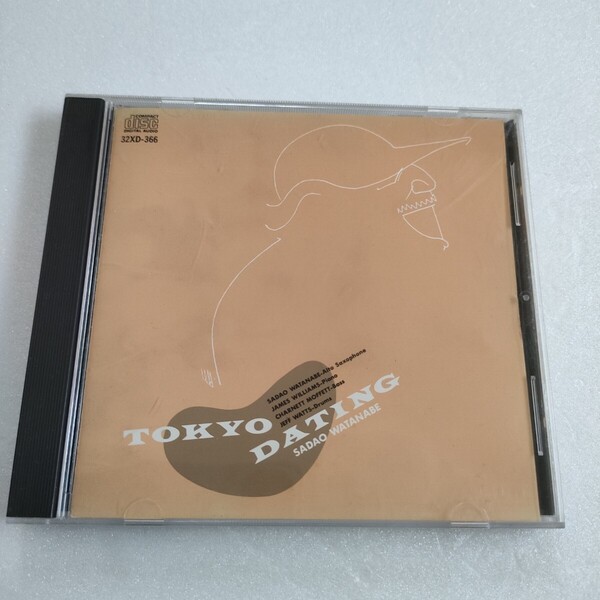 COMPACT
disc
DIGITAL AUDIO
32XD-366
SADAO WATANABE-Alto Saxophone
JAMES WILLIAMS-Piano
CHARNETT MOFFETT-Bass
JEFF WATTS-Drums
TOKYO
DATING
SADAO WATANABE